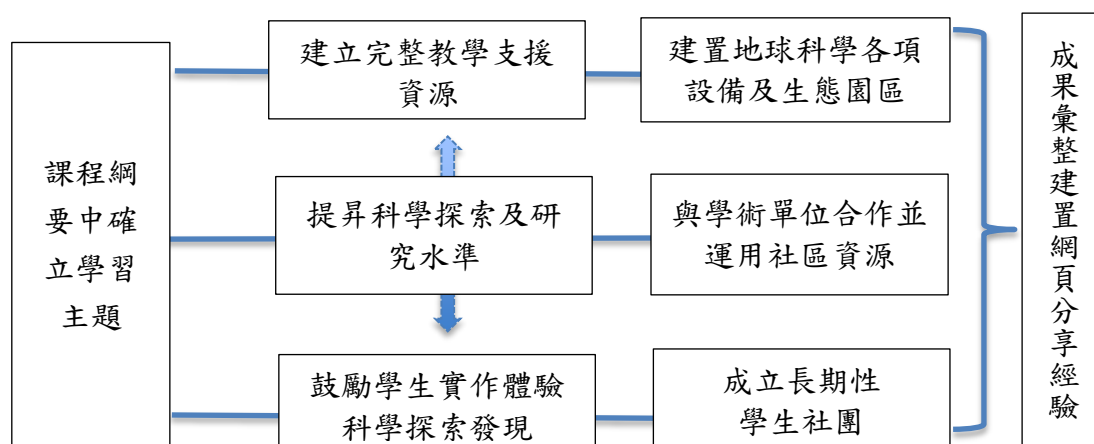 課程綱
要中確
立學習
主題
建立完整教學支援
資源
建置地球科學各項
設備及生態園區
提昇科學探索及研
究水準
與學術單位合作並
運用社區資源
鼓勵學生實作體驗
科學探索發現
成立長期性
學生社團
成果彙整建置網頁分享經驗